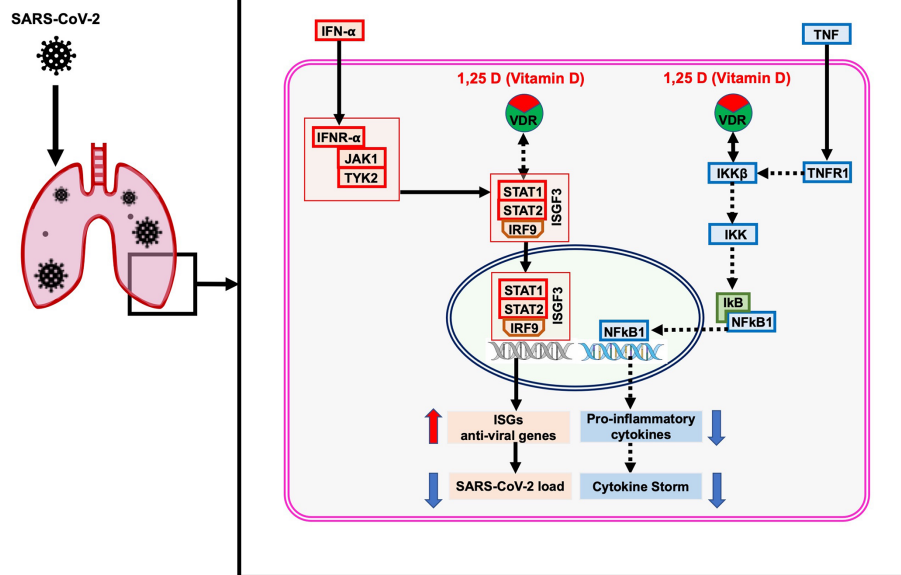 SARS-CoV-2
IFN-α
TNF
1,25 D (Vitamin D)
1,25 D (Vitamin D)
VDR
VDR
IFNR-α
JAK1
TYK2
IKKβ
TNFR1
STAT1
STAT2
IRF9
ISGF3
IKK
STAT1
STAT2
IRF9
ISGF3
IkB
NFkB1
NFkB1
ISGs
anti-viral genes
Pro-inflammatory
cytokines
SARS-CoV-2 load
Cytokine Storm